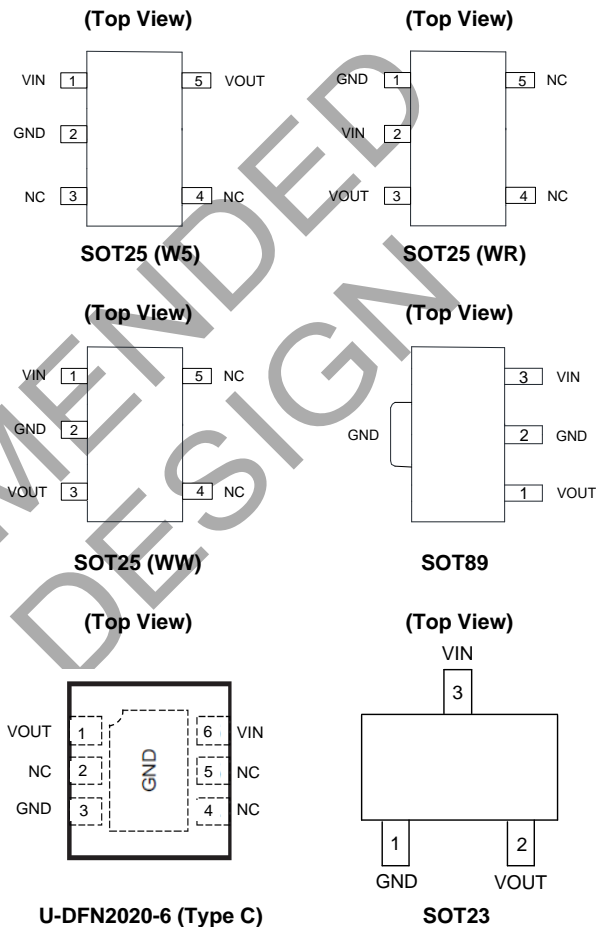 (Top View)
VIN 1 5 VOUT
GND 2
NC 3 4 NC
SOT25 (W5)
(Top View)
GND 1 5 NC
VIN 2
VOUT 3 4 NC
SOT25 (WR)
(Top View)
VIN 1 5 NC
GND 2
VOUT 3 4 NC
SOT25 (WW)
(Top View)
3 VIN
GND 2 GND
1 VOUT
SOT89
(Top View)
VOUT 1 6 VIN
NC 2 GND 5 NC
GND 3 4 NC
U-DFN2020-6 (Type C)
(Top View)
VIN
3
1 2
GND VOUT
SOT23
MENDED
DESIGN